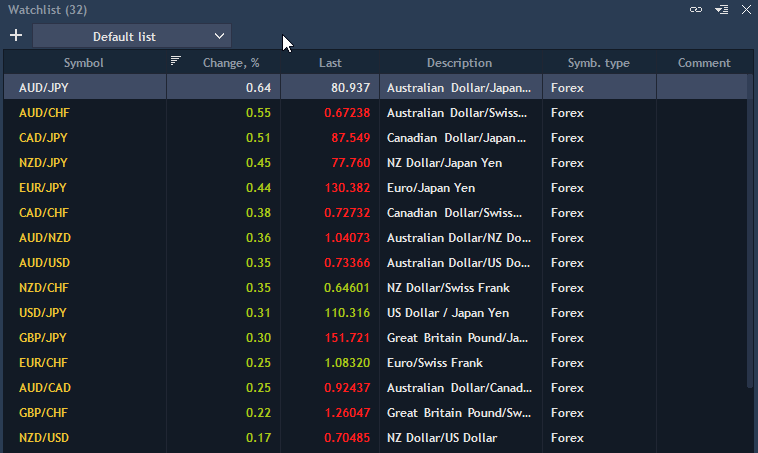 Watchlist (32)
Default list
Symbol Change, % Last Description Symb. type Comment
AUD/JPY 0.64 80.937 Australian Dollar/Japan... Forex
AUD/CHF 0.55 0.67238 Australian Dollar/Swiss... Forex
CAD/JPY 0.51 87.549 Canadian Dollar/Japan... Forex
NZD/JPY 0.45 77.760 NZ Dollar/Japan Yen Forex
EUR/JPY 0.44 130.382 Euro/Japan Yen Forex
CAD/CHF 0.38 0.72732 Canadian Dollar/Swiss... Forex
AUD/NZD 0.36 1.04073 Australian Dollar/NZ Do... Forex
AUD/USD 0.35 0.73366 Australian Dollar/US Do... Forex
NZD/CHF 0.35 0.64601 NZ Dollar/Swiss Frank Forex
USD/JPY 0.31 110.316 US Dollar / Japan Yen Forex
GBP/JPY 0.30 151.721 Great Britain Pound/Ja... Forex
EUR/CHF 0.25 1.08320 Euro/Swiss Frank Forex
AUD/CAD 0.25 0.92437 Australian Dollar/Canad... Forex
GBP/CHF 0.22 1.26047 Great Britain Pound/Sw... Forex
NZD/USD 0.17 0.70485 NZ Dollar/US Dollar Forex